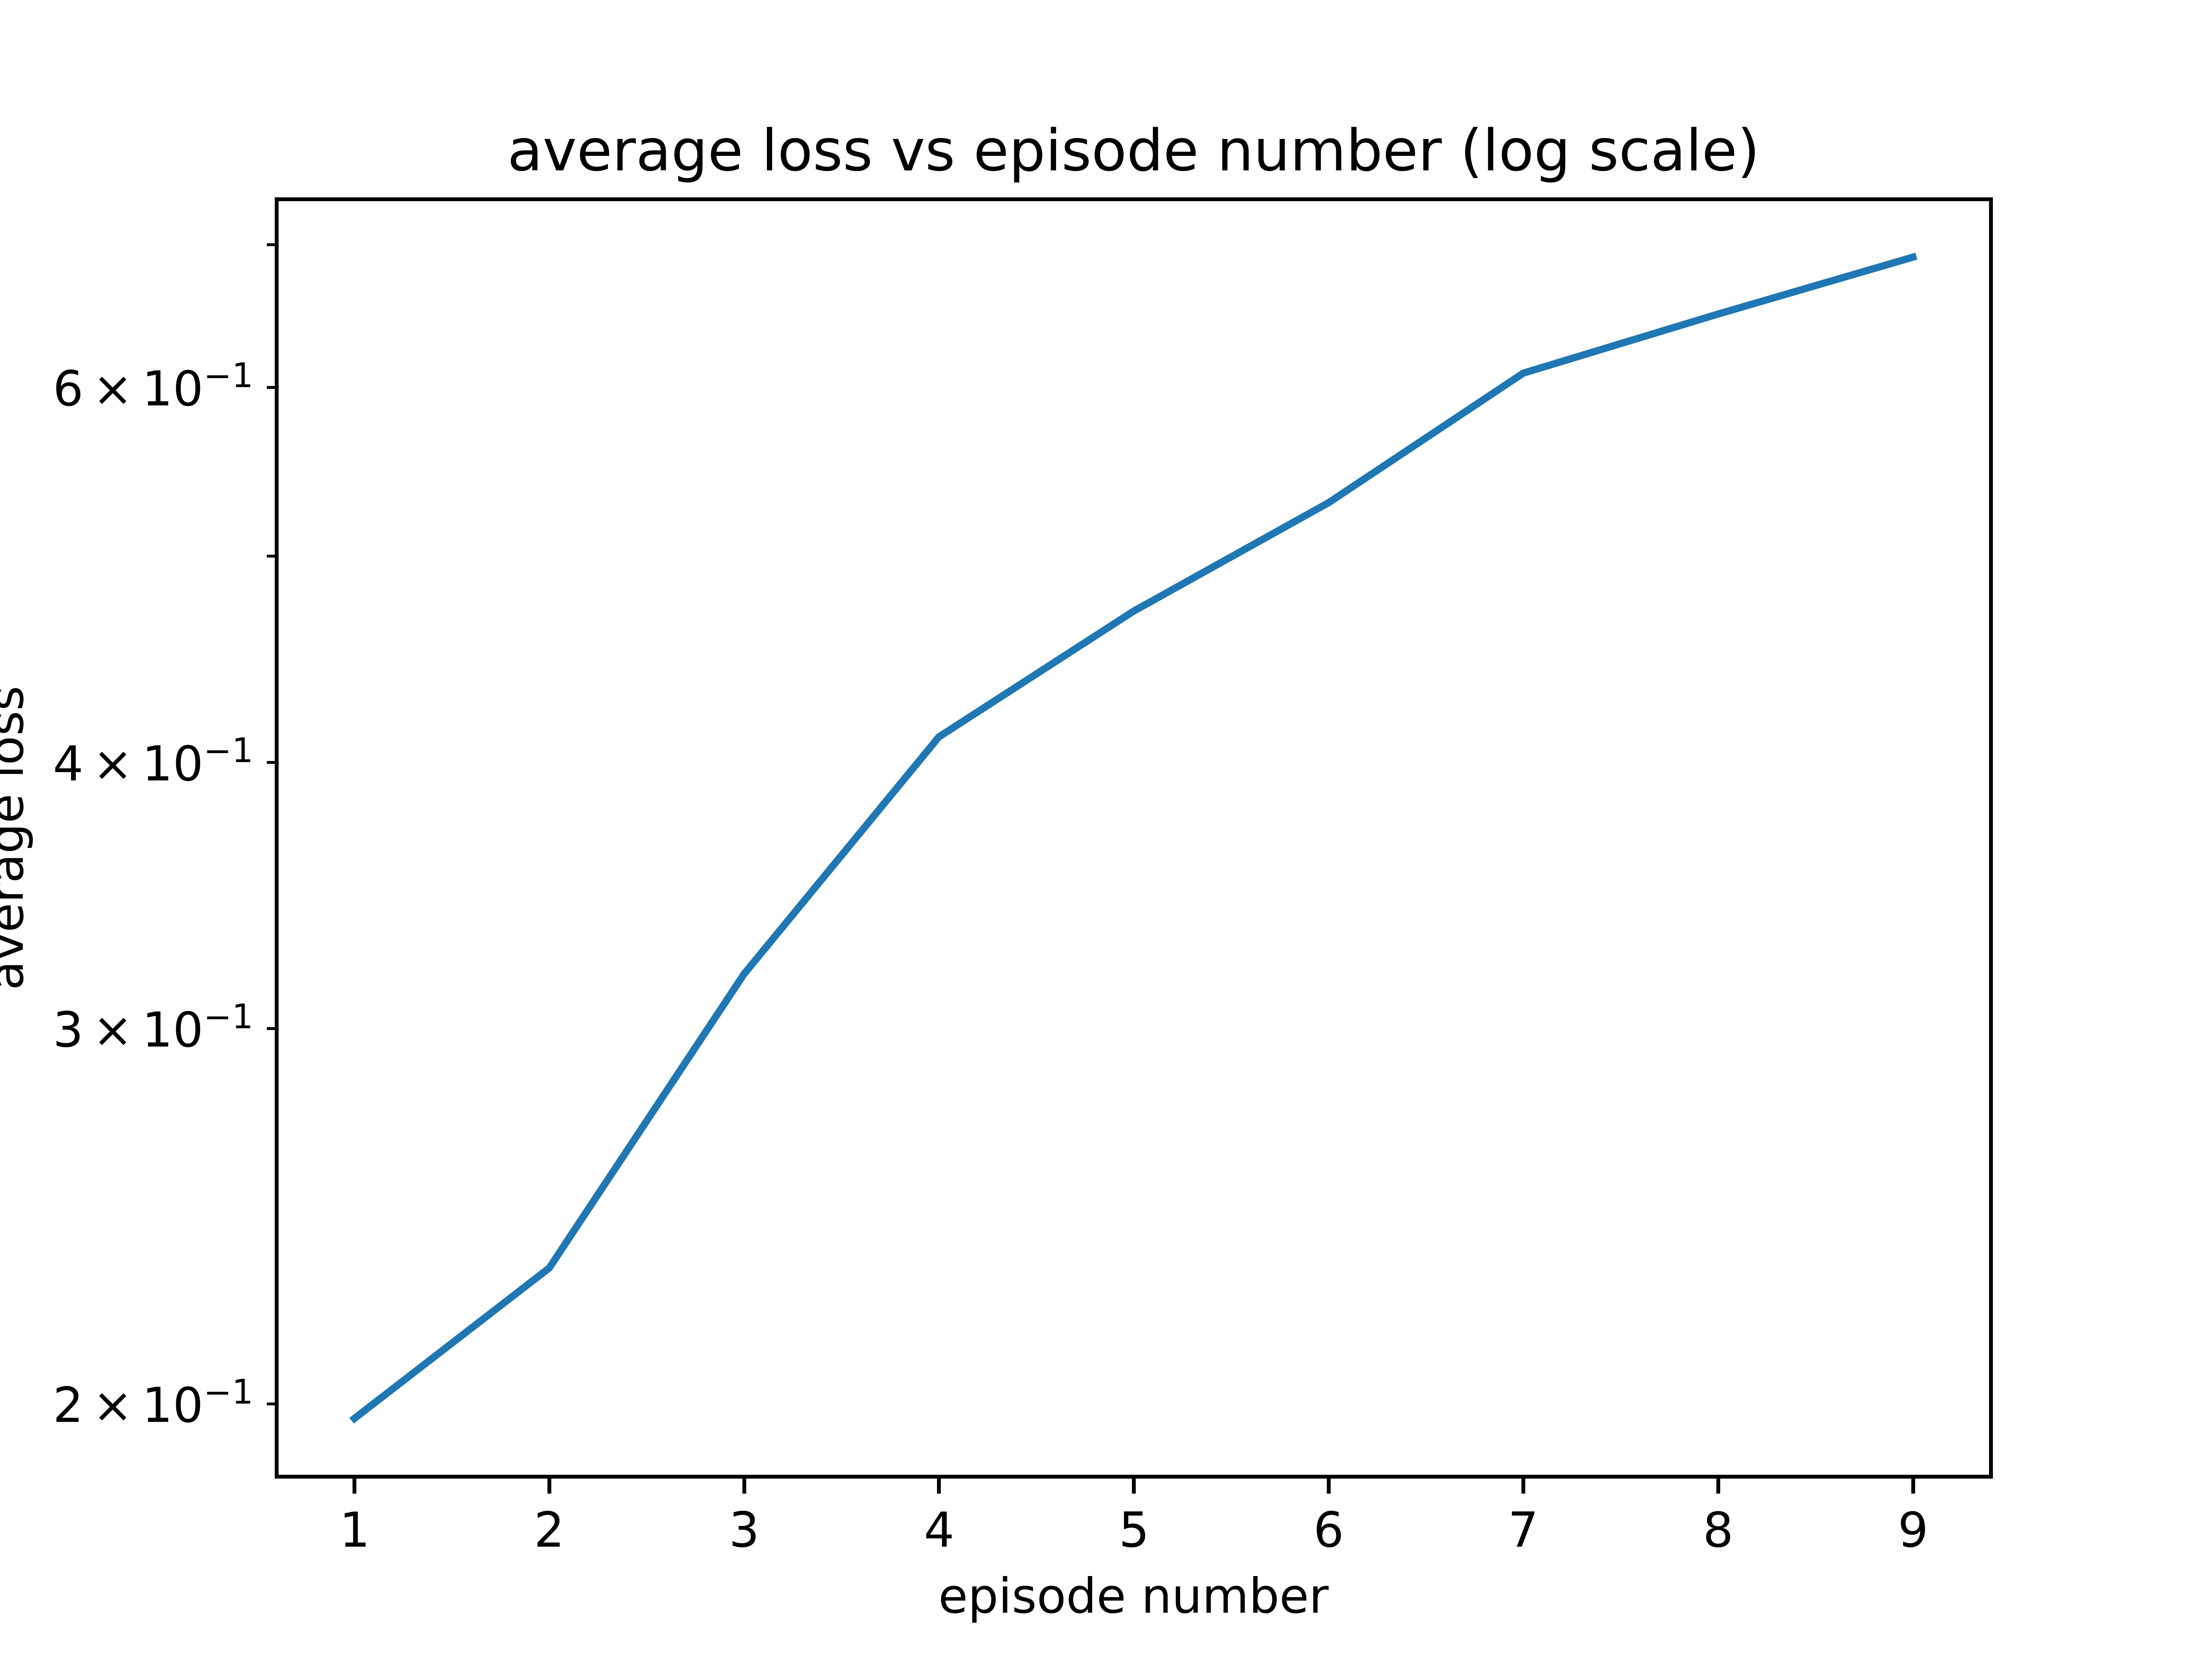 average loss vs episode number (log scale)
average loss
6 × 10⁻¹
4 × 10⁻¹
3 × 10⁻¹
2 × 10⁻¹
1 2 3 4 5 6 7 8 9
episode number